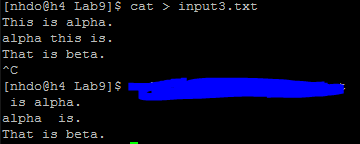 [nhdo@h4 Lab9]$ cat > input3.txt
This is alpha.
alpha this is.
That is beta.
^C
[nhdo@h4 Lab9]$
 is alpha.
alpha  is.
That is beta.